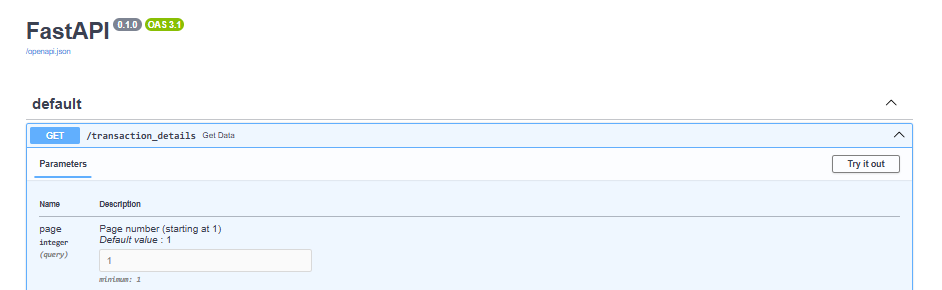 FastAPI 0.1.0 OAS 3.1
/openapi.json
default
GET /transaction_details Get Data
Parameters
Try it out
Name Description
page Page number (starting at 1)
integer Default value : 1
(query) 1
minimum: 1